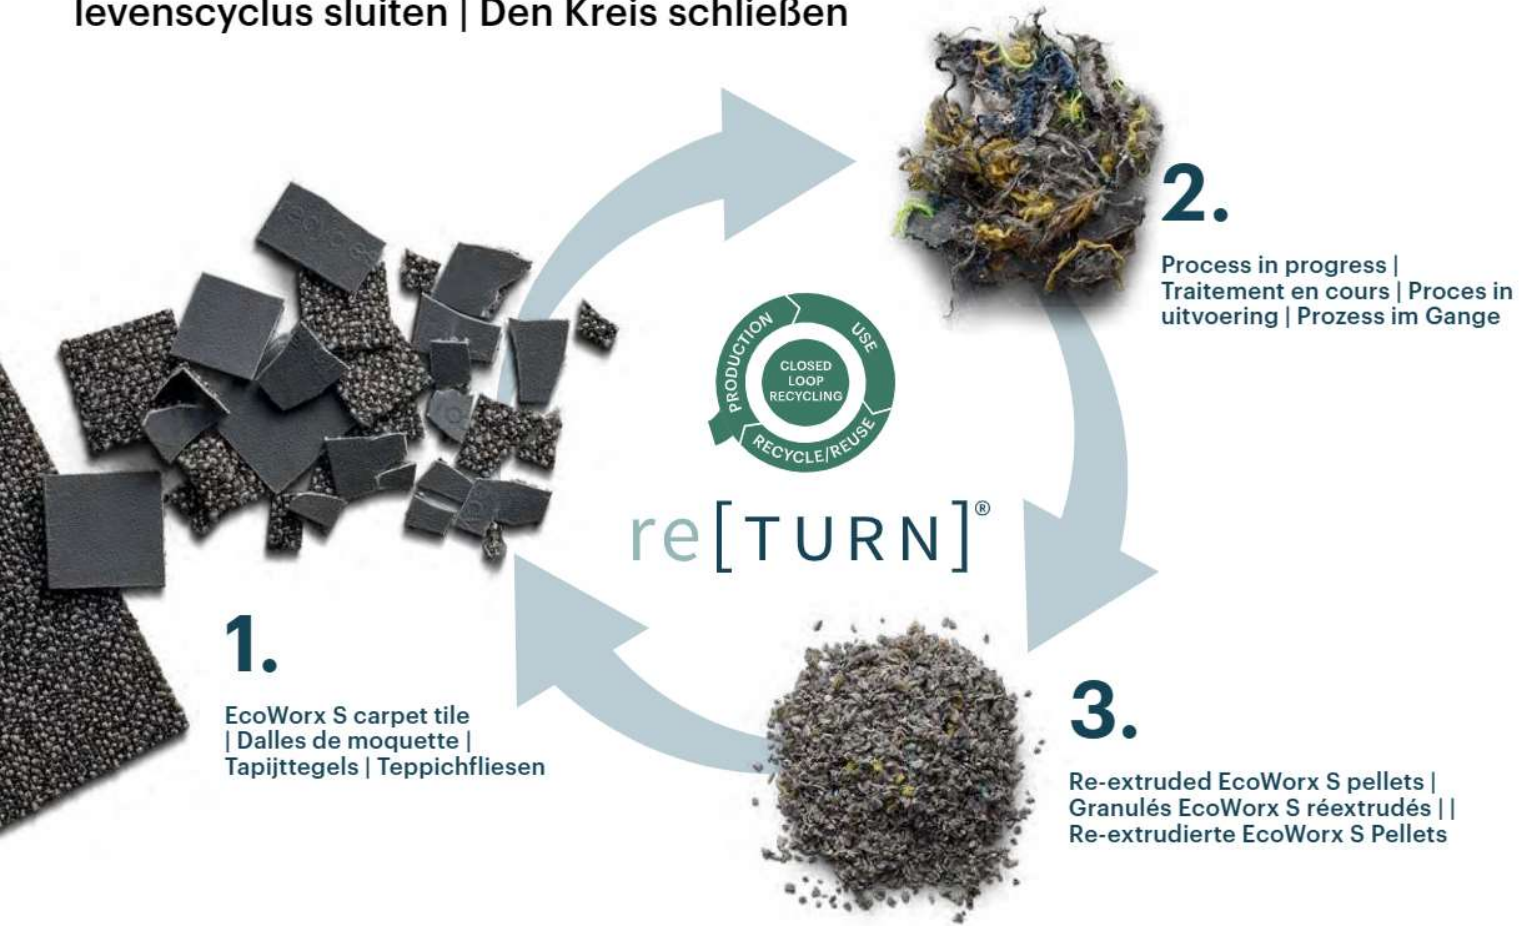 levenscyclus sluiten | Den Kreis schließen
2.
Process in progress |
Traitement en cours | Proces in
uitvoering | Prozess im Gange
PRODUCTION
USE
RECYCLE/REUSE
CLOSED
LOOP
RECYCLING
re[TURN]®
1.
EcoWorx S carpet tile
| Dalles de moquette |
Tapijttegels | Teppichfliesen
3.
Re-extruded EcoWorx S pellets |
Granulés EcoWorx S réextrudés | |
Re-extrudierte EcoWorx S Pellets